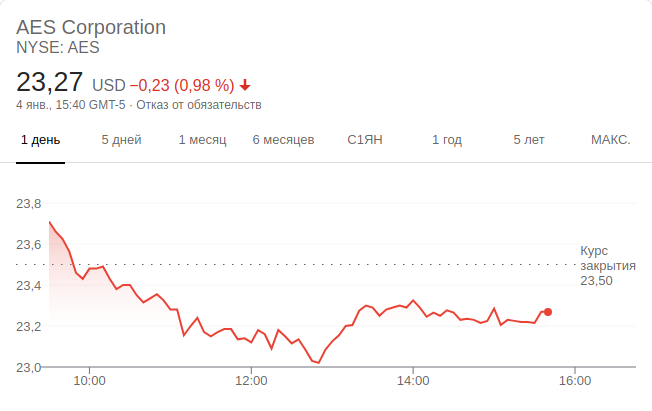 AES Corporation
NYSE: AES
23,27 USD −0,23 (0,98 %)
4 янв., 15:40 GMT-5 · Отказ от обязательств
1 день 5 дней 1 месяц 6 месяцев С1ЯН 1 год 5 лет МАКС.
23,8
23,6
Курс
закрытия
23,50
23,4
23,2
23,0
10:00 12:00 14:00 16:00